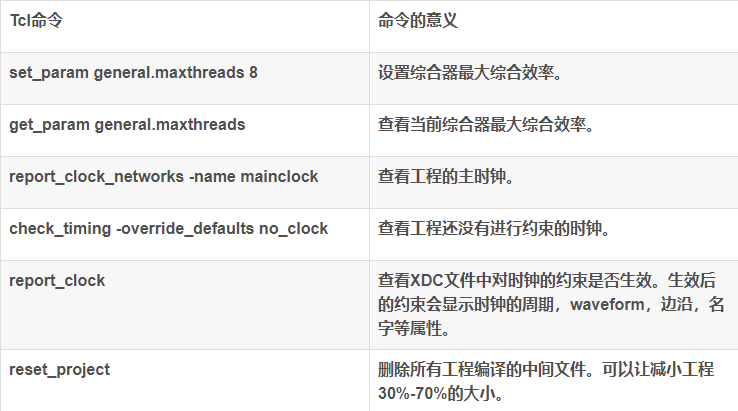 Tcl命令 命令的意义
set_param general.maxthreads 8 设置综合器最大综合效率。
get_param general.maxthreads 查看当前综合器最大综合效率。
report_clock_networks -name mainclock 查看工程的主时钟。
check_timing -override_defaults no_clock 查看工程还没有进行约束的时钟。
report_clock 查看XDC文件中对时钟的约束是否生效。生效后
的约束会显示时钟的周期，waveform，边沿，名
字等属性。
reset_project 删除所有工程编译的中间文件。可以让减小工程
30%-70%的大小。